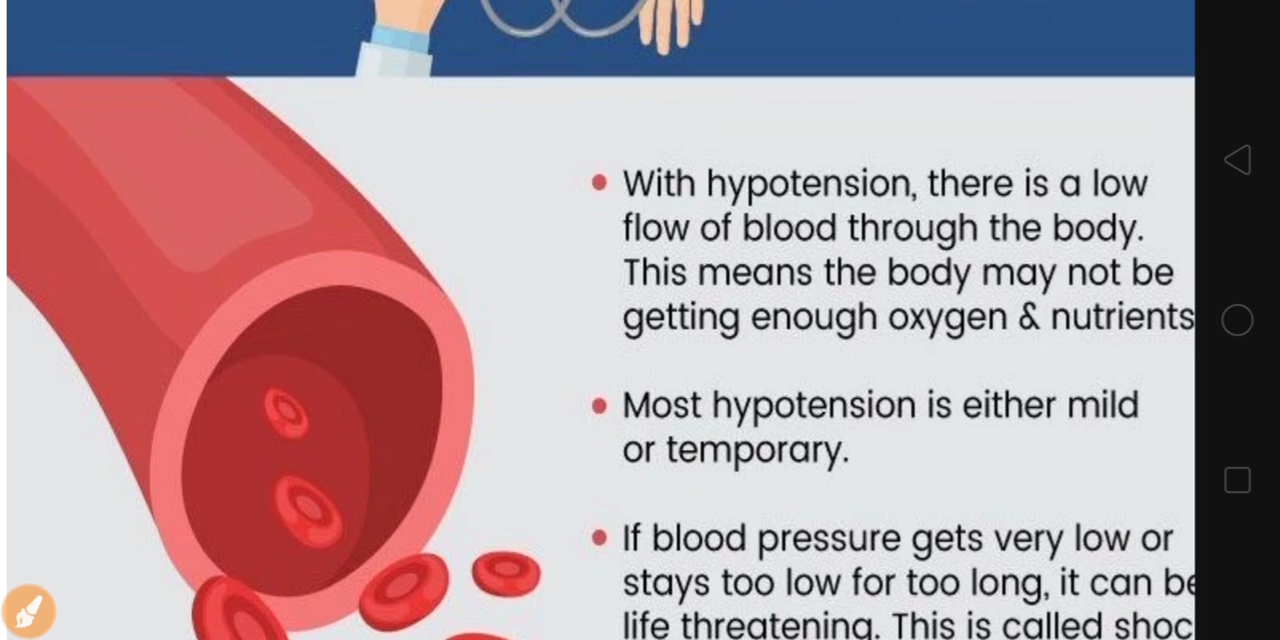 With hypotension, there is a low
flow of blood through the body.
This means the body may not be
getting enough oxygen & nutrients
Most hypotension is either mild
or temporary.
If blood pressure gets very low or
stays too low for too long, it can be
life threatening. This is called shoc